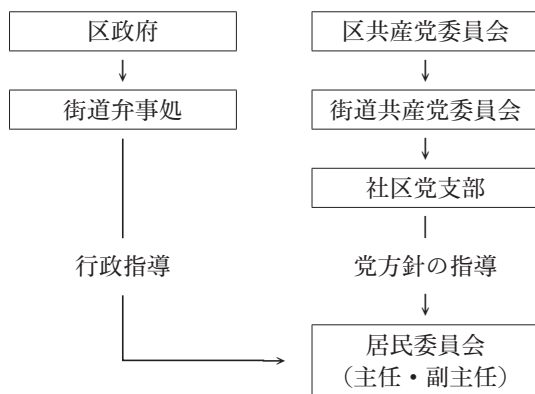 区政府
区共産党委員会
街道弁事処
街道共産党委員会
社区党支部
行政指導
党方針の指導
居民委員会
（主任・副主任）